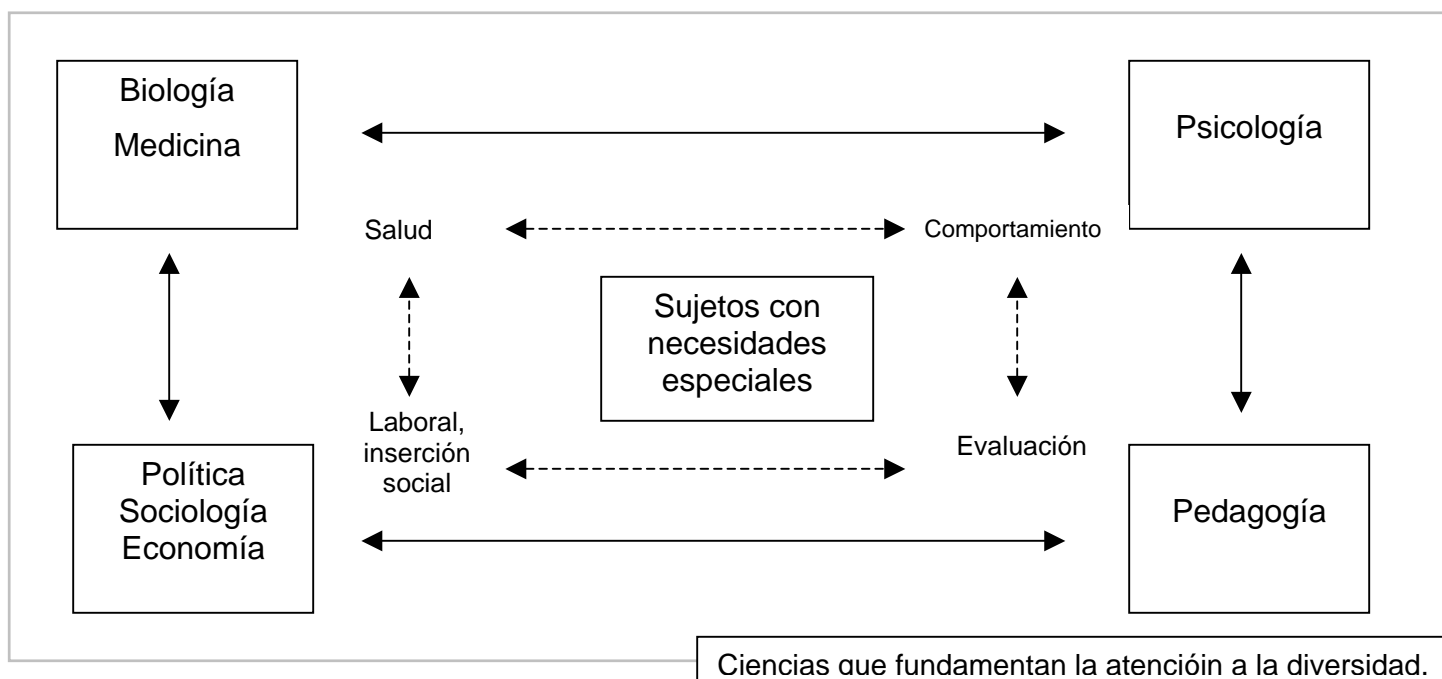 Biología
Medicina
Psicología
Salud
Comportamiento
Sujetos con
necesidades
especiales
Laboral,
inserción
social
Evaluación
Política
Sociología
Economía
Pedagogía
Ciencias que fundamentan la atencióin a la diversidad.